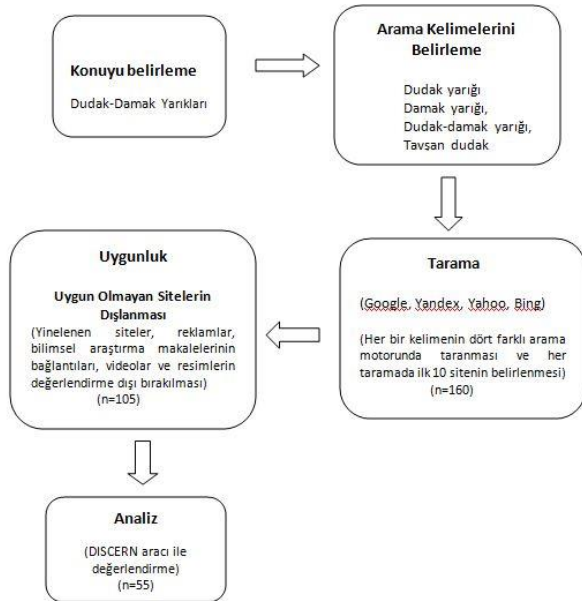 Konuyu belirleme
Dudak-Damak Yarıkları
Arama Kelimelerini
Belirleme
Dudak yarığı
Damak yarığı,
Dudak-damak yarığı,
Tavşan dudak
Tarama
(Google, Yandex, Yahoo, Bing)
(Her bir kelimenin dört farklı arama
motorunda taranması ve her
taramada ilk 10 sitenin belirlenmesi)
(n=160)
Uygunluk
Uygun Olmayan Sitelerin
Dışlanması
(Yinelenen siteler, reklamlar,
bilimsel araştırma makalelerinin
bağlantıları, videolar ve resimlerin
değerlendirme dışı bırakılması)
(n=105)
Analiz
(DISCERN aracı ile
değerlendirme)
(n=55)